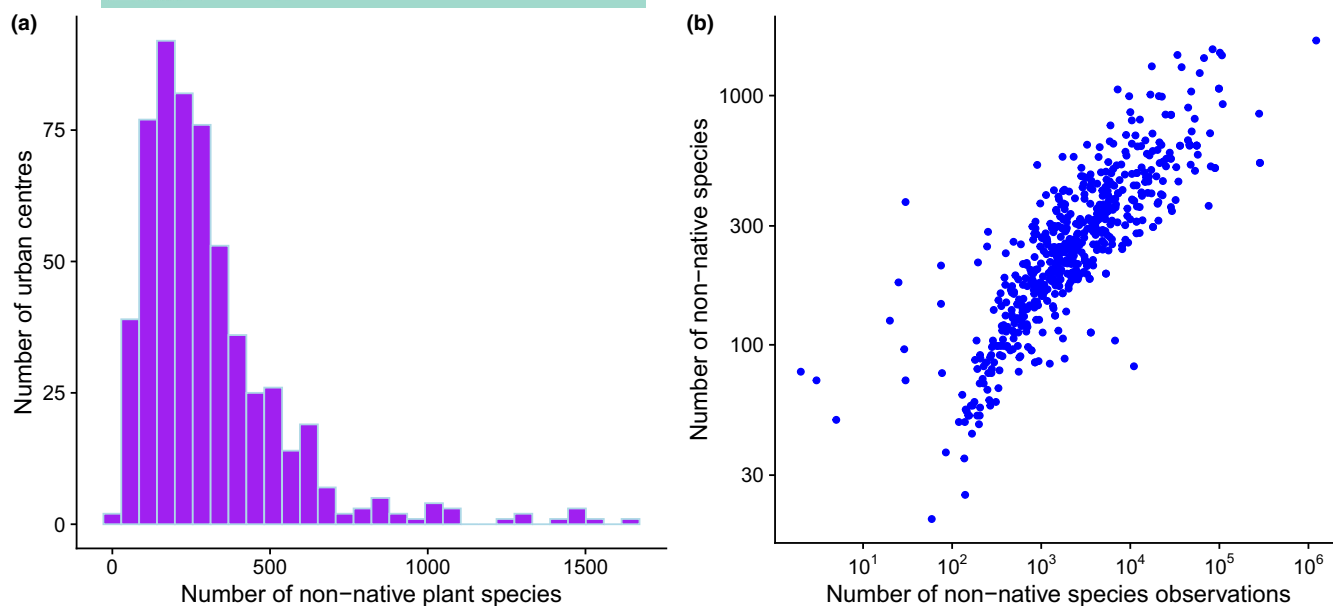 (a)
75
50
25
0
Number of urban centres
0 500 1000 1500
Number of non−native plant species
(b)
1000
300
100
30
Number of non−native species
10¹ 10² 10³ 10⁴ 10⁵ 10⁶
Number of non−native species observations